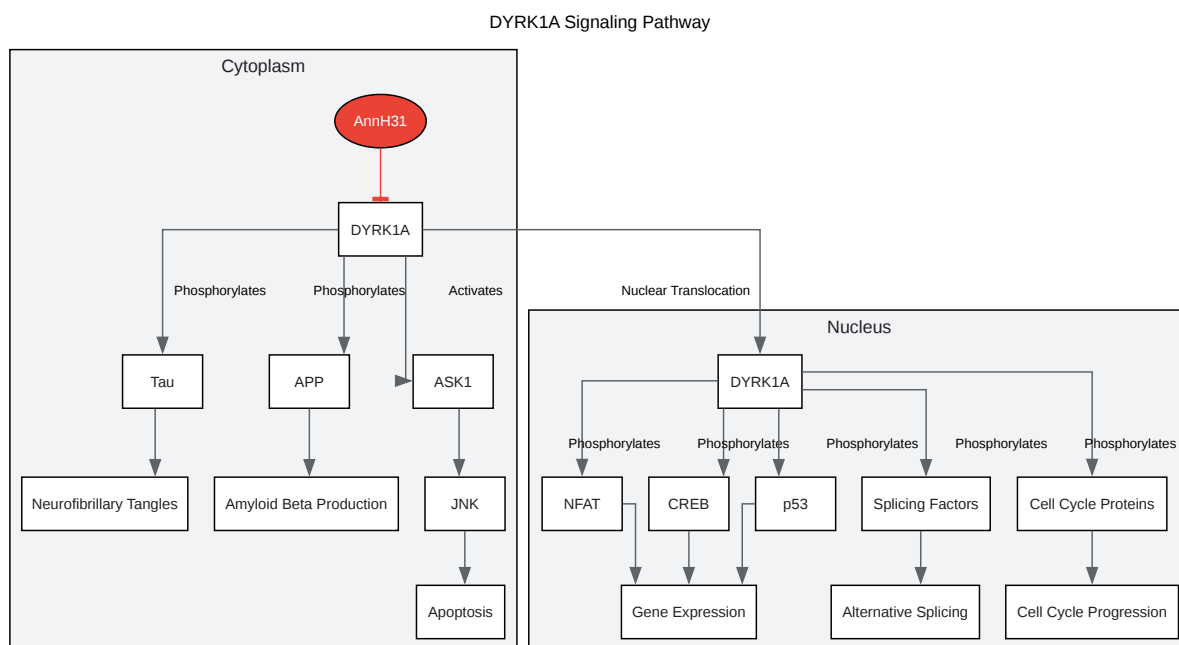 DYRK1A Signaling Pathway
Cytoplasm
AnnH31
DYRK1A
Phosphorylates
Phosphorylates
Activates
Nuclear Translocation
Nucleus
Tau
APP
ASK1
DYRK1A
Phosphorylates
Phosphorylates
Phosphorylates
Phosphorylates
Phosphorylates
Neurofibrillary Tangles
Amyloid Beta Production
JNK
NFAT
CREB
p53
Splicing Factors
Cell Cycle Proteins
Apoptosis
Gene Expression
Alternative Splicing
Cell Cycle Progression